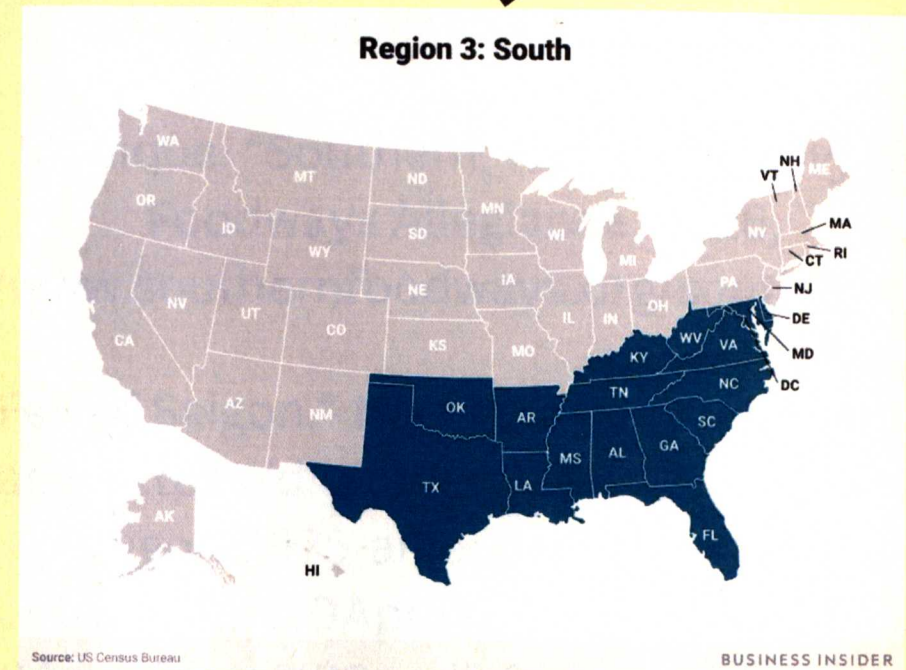 Region 3: South
WA
MT
ND
MN
ME
NH
VT
OR
ID
WY
SD
WI
MI
NY
MA
RI
CT
NV
UT
CO
NE
IA
IL
IN
OH
PA
NJ
CA
AZ
NM
KS
MO
KY
WV
VA
DE
MD
DC
OK
AR
TN
NC
SC
TX
LA
MS
AL
GA
FL
AK
HI
Source: US Census Bureau
BUSINESS INSIDER